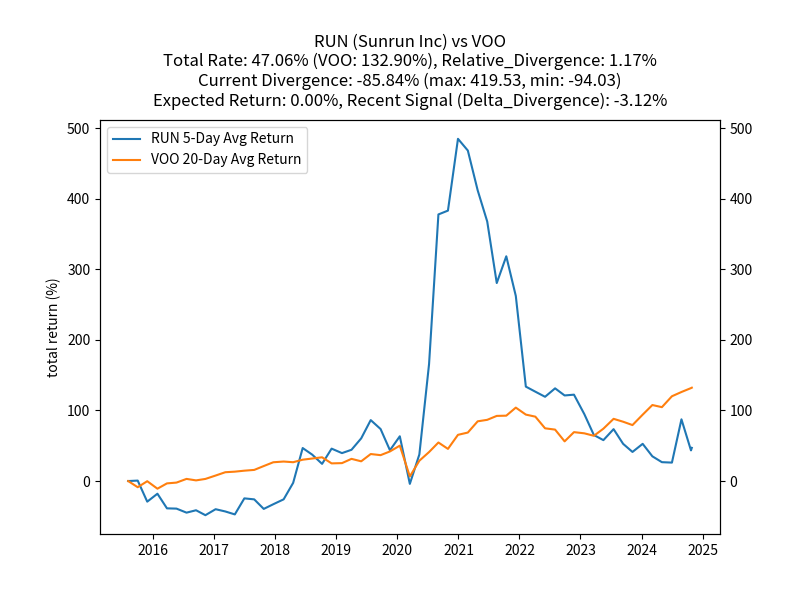 RUN (Sunrun Inc) vs VOO
Total Rate: 47.06% (VOO: 132.90%), Relative_Divergence: 1.17%
Current Divergence: -85.84% (max: 419.53, min: -94.03)
Expected Return: 0.00%, Recent Signal (Delta_Divergence): -3.12%
RUN 5-Day Avg Return
VOO 20-Day Avg Return
total return (%)
500 500
400 400
300 300
200 200
100 100
0 0
2016 2017 2018 2019 2020 2021 2022 2023 2024 2025